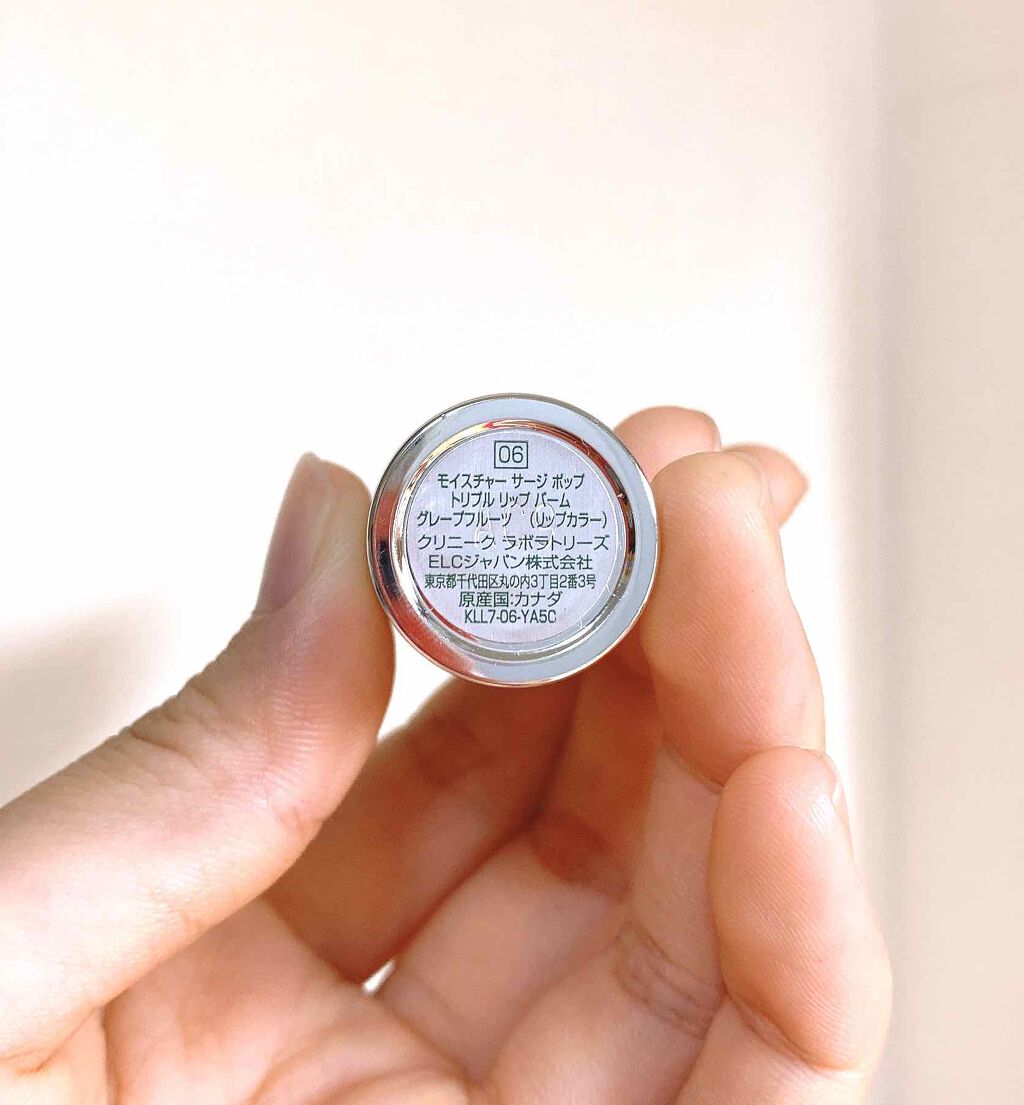 06
モイスチャー サージ ポップ
トリプル リップ バーム
グレープフルーツ （リップカラー）
クリニーク ラボラトリーズ
ELCジャパン株式会社
東京都千代田区丸の内3丁目2番3号
原産国:カナダ
KLL7-06-YA5C